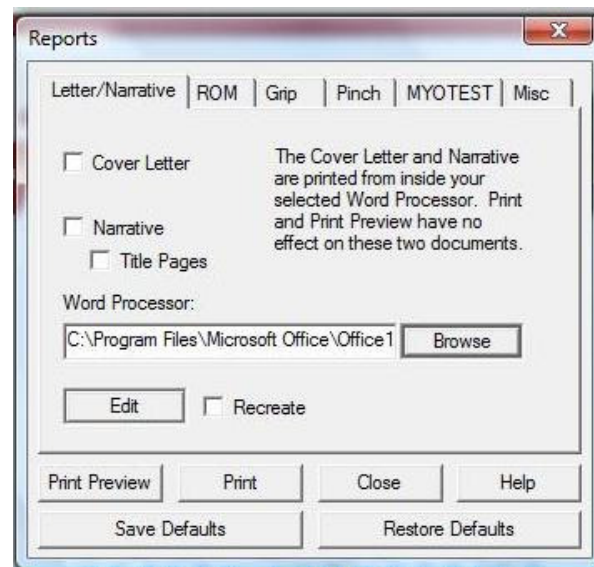 Reports
Letter/Narrative ROM Grip Pinch MYOTEST Misc
Cover Letter
The Cover Letter and Narrative
are printed from inside your
selected Word Processor. Print
and Print Preview have no
effect on these two documents.
Narrative
Title Pages
Word Processor:
C:\Program Files\Microsoft Office\Office1 Browse
Edit Recreate
Print Preview Print Close Help
Save Defaults Restore Defaults